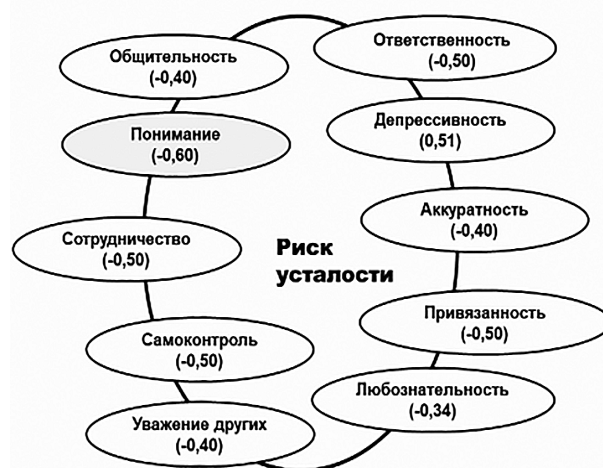 Общительность
(-0,40)
Ответственность
(-0,50)
Понимание
(-0,60)
Депрессивность
(0,51)
Сотрудничество
(-0,50)
Аккуратность
(-0,40)
Риск
усталости
Самоконтроль
(-0,50)
Привязанность
(-0,50)
Уважение других
(-0,40)
Любознательность
(-0,34)